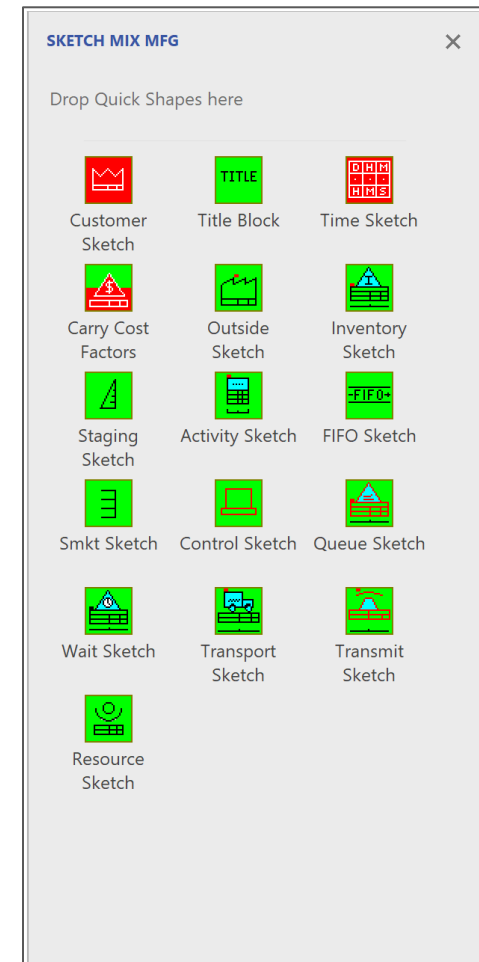 SKETCH MIX MFG
Drop Quick Shapes here
TITLE
D H M
H M S
Customer Sketch
Title Block
Time Sketch
$
I
Carry Cost Factors
Outside Sketch
Inventory Sketch
-FIFO→
Staging Sketch
Activity Sketch
FIFO Sketch
Smkt Sketch
Control Sketch
Queue Sketch
Wait Sketch
Transport Sketch
Transmit Sketch
Resource Sketch